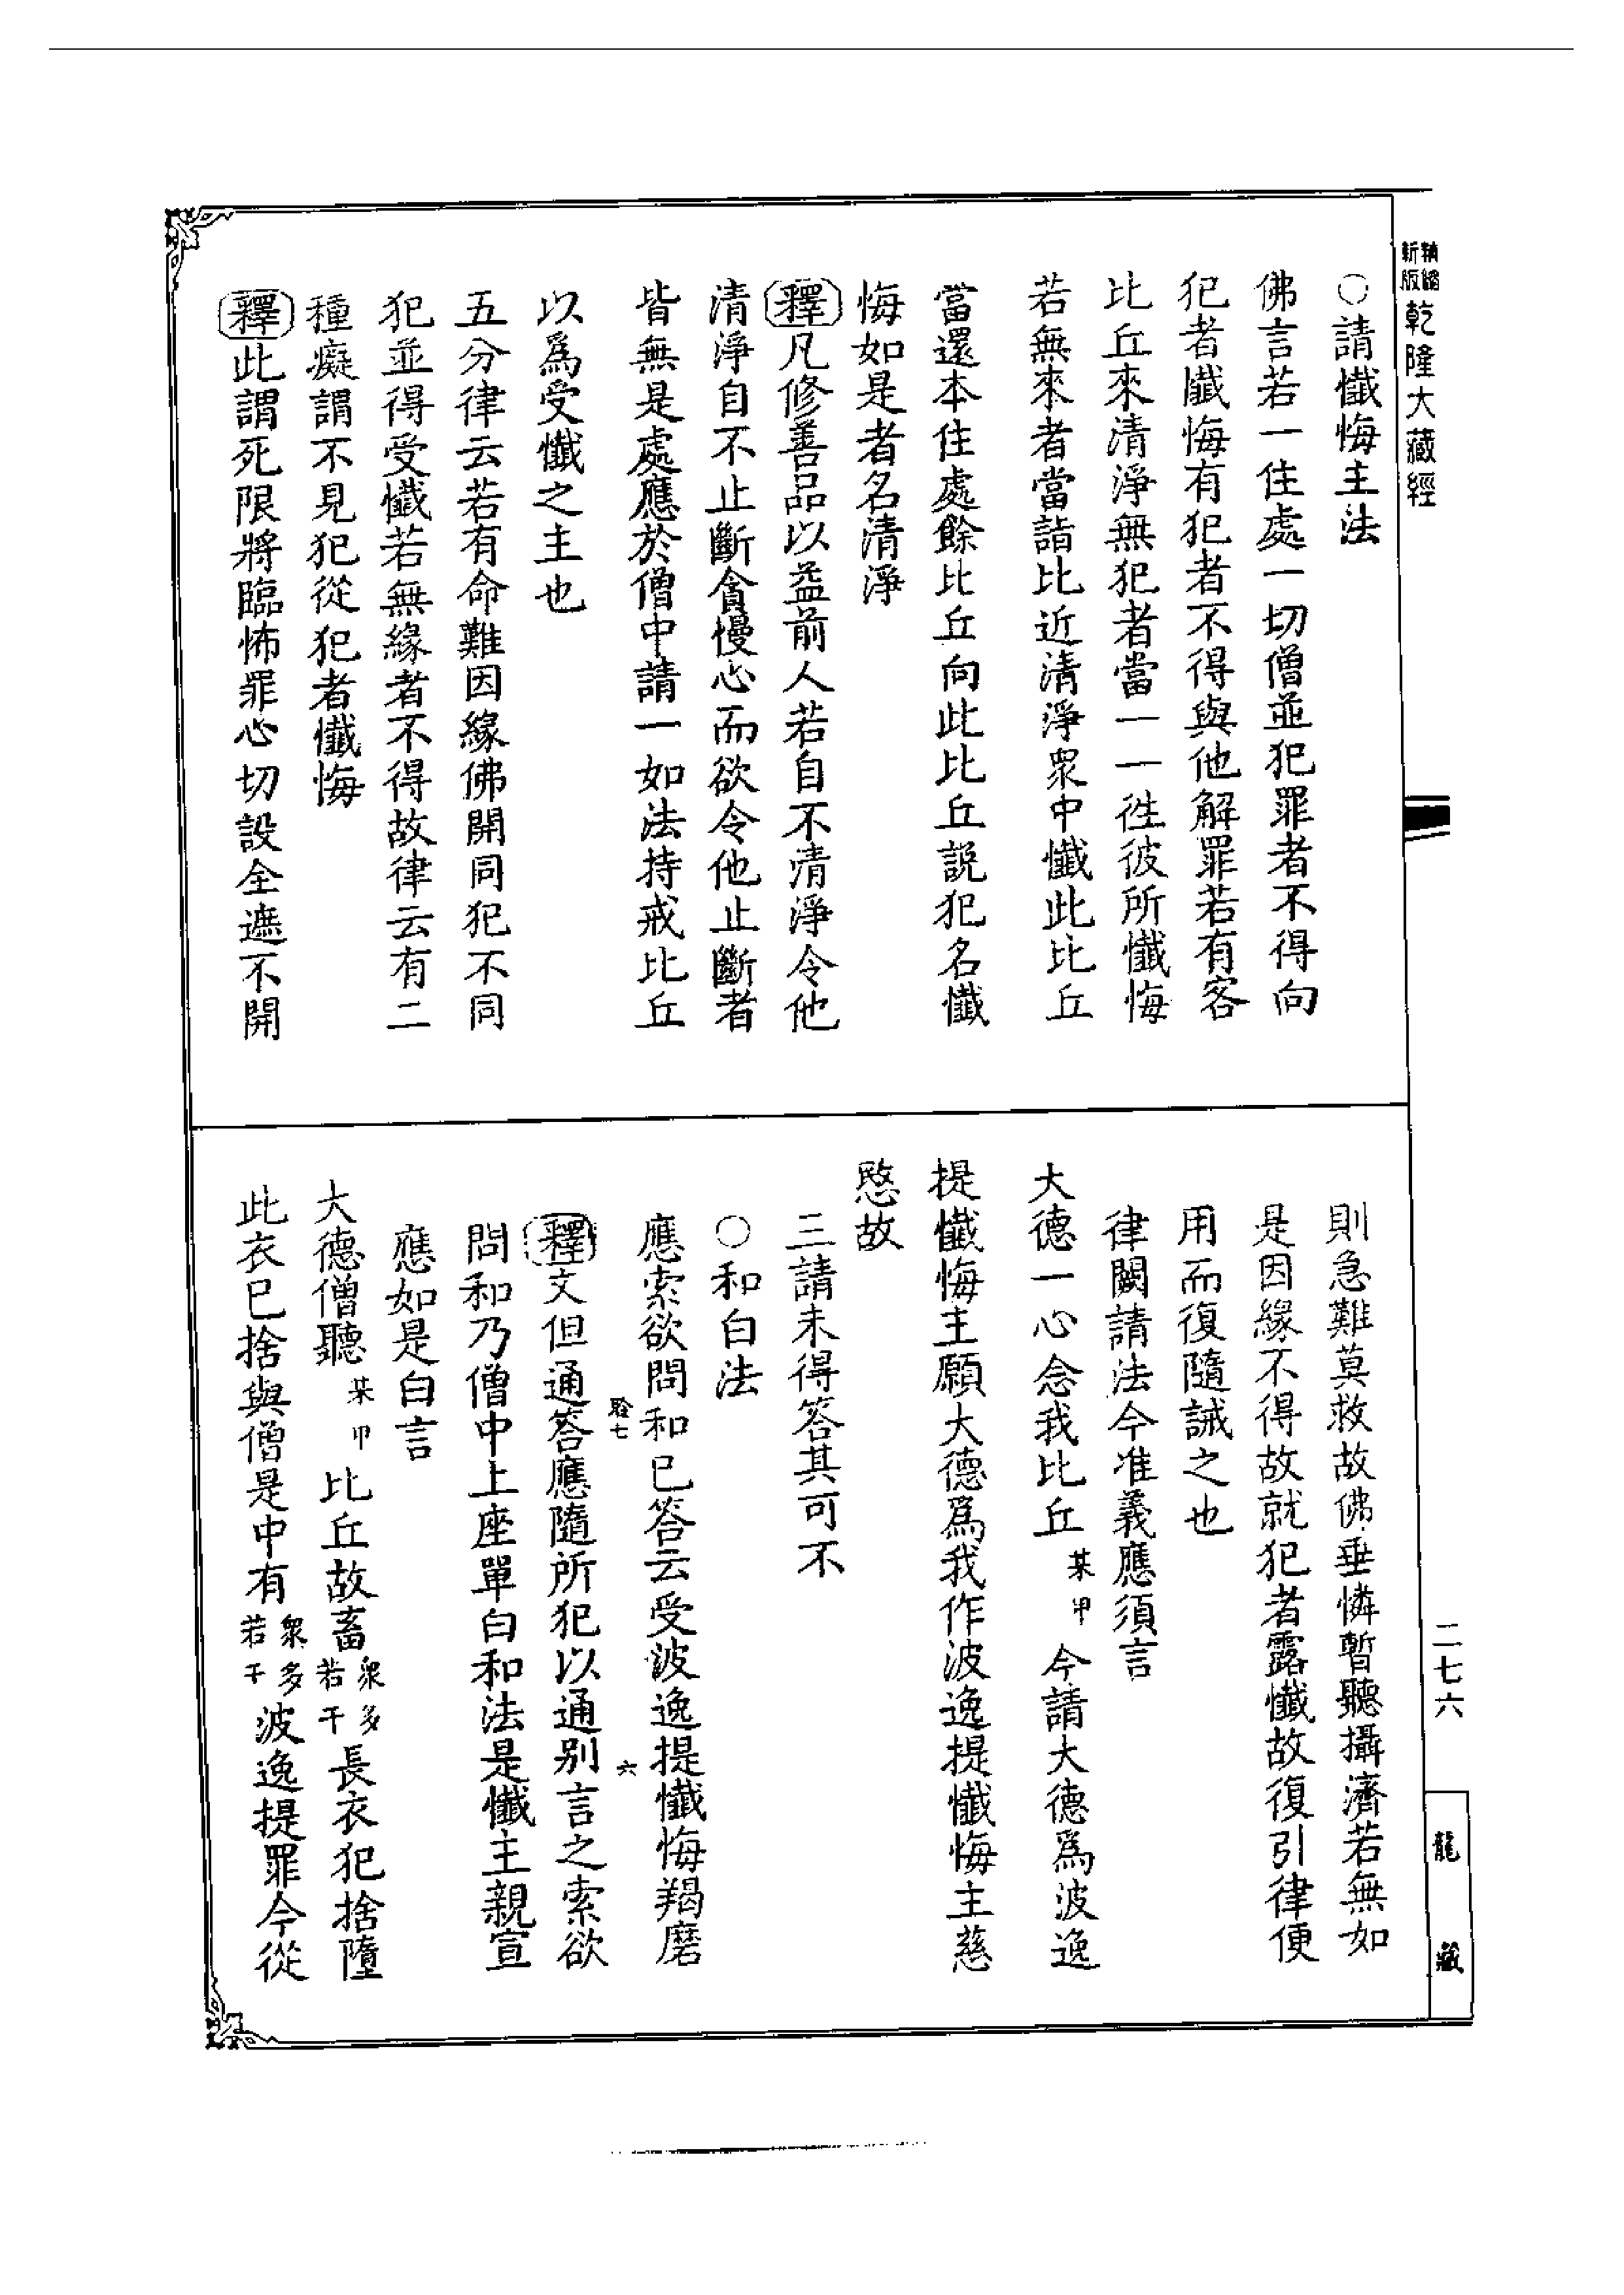 精縮
新版
乾隆大藏經
○請懺悔主法
佛言若一住處一切僧並犯罪者不得向
犯者懺悔有犯者不得與他解罪若有客
比丘來清淨無犯者當一一徃彼所懺悔
若無來者當詣比近清淨衆中懺此比丘
當還本住處餘比丘向此比丘說犯名懺
悔如是者名清淨
釋凡修善品以益前人若自不清淨令他
清淨自不止斷貪慢心而欲令他止斷者
皆無是處應於僧中請一如法持戒比丘
以爲受懺之主也
五分律云若有命難因緣佛開同犯不同
犯並得受懺若無緣者不得故律云有二
種癡謂不見犯從犯者懺悔
釋此謂死限將臨怖罪心切設全遮不開
則急難莫救故佛垂憐暫聽攝濟若無如
是因緣不得故就犯者露懺故復引律便
用而復隨誡之也
律闕請法今准義應須言
大德一心念我比丘某甲今請大德爲波逸
提懺悔主願大德爲我作波逸提懺悔主慈
愍故
三請未得答其可不
○和白法
應索欲問和已答云受波逸提懺悔羯磨
釋文但通答應隨所犯以通別言之索欲
問和乃僧中上座單白和法是懺主親宣
應如是白言
大德僧聽某甲比丘故畜衆多若干長衣犯捨墮
此衣已捨與僧是中有衆多若干波逸提罪今從
七
六
二七六
龍藏